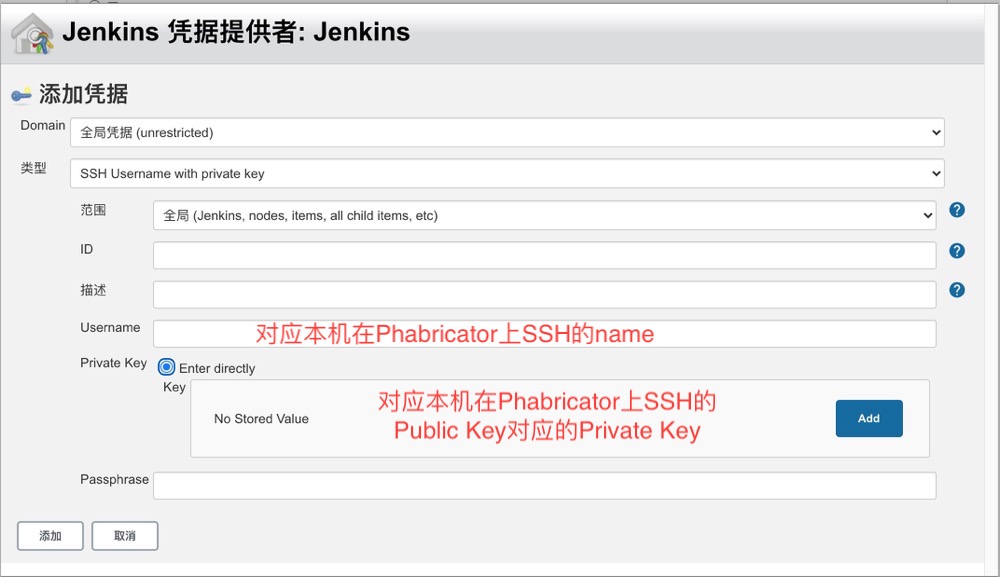 Jenkins 凭据提供者: Jenkins
添加凭据
Domain
全局凭据 (unrestricted)
类型
SSH Username with private key
范围
全局 (Jenkins, nodes, items, all child items, etc)
ID
描述
Username
对应本机在Phabricator上SSH的name
Private Key
Enter directly
Key
No Stored Value
对应本机在Phabricator上SSH的
Public Key对应的Private Key
Add
Passphrase
添加
取消